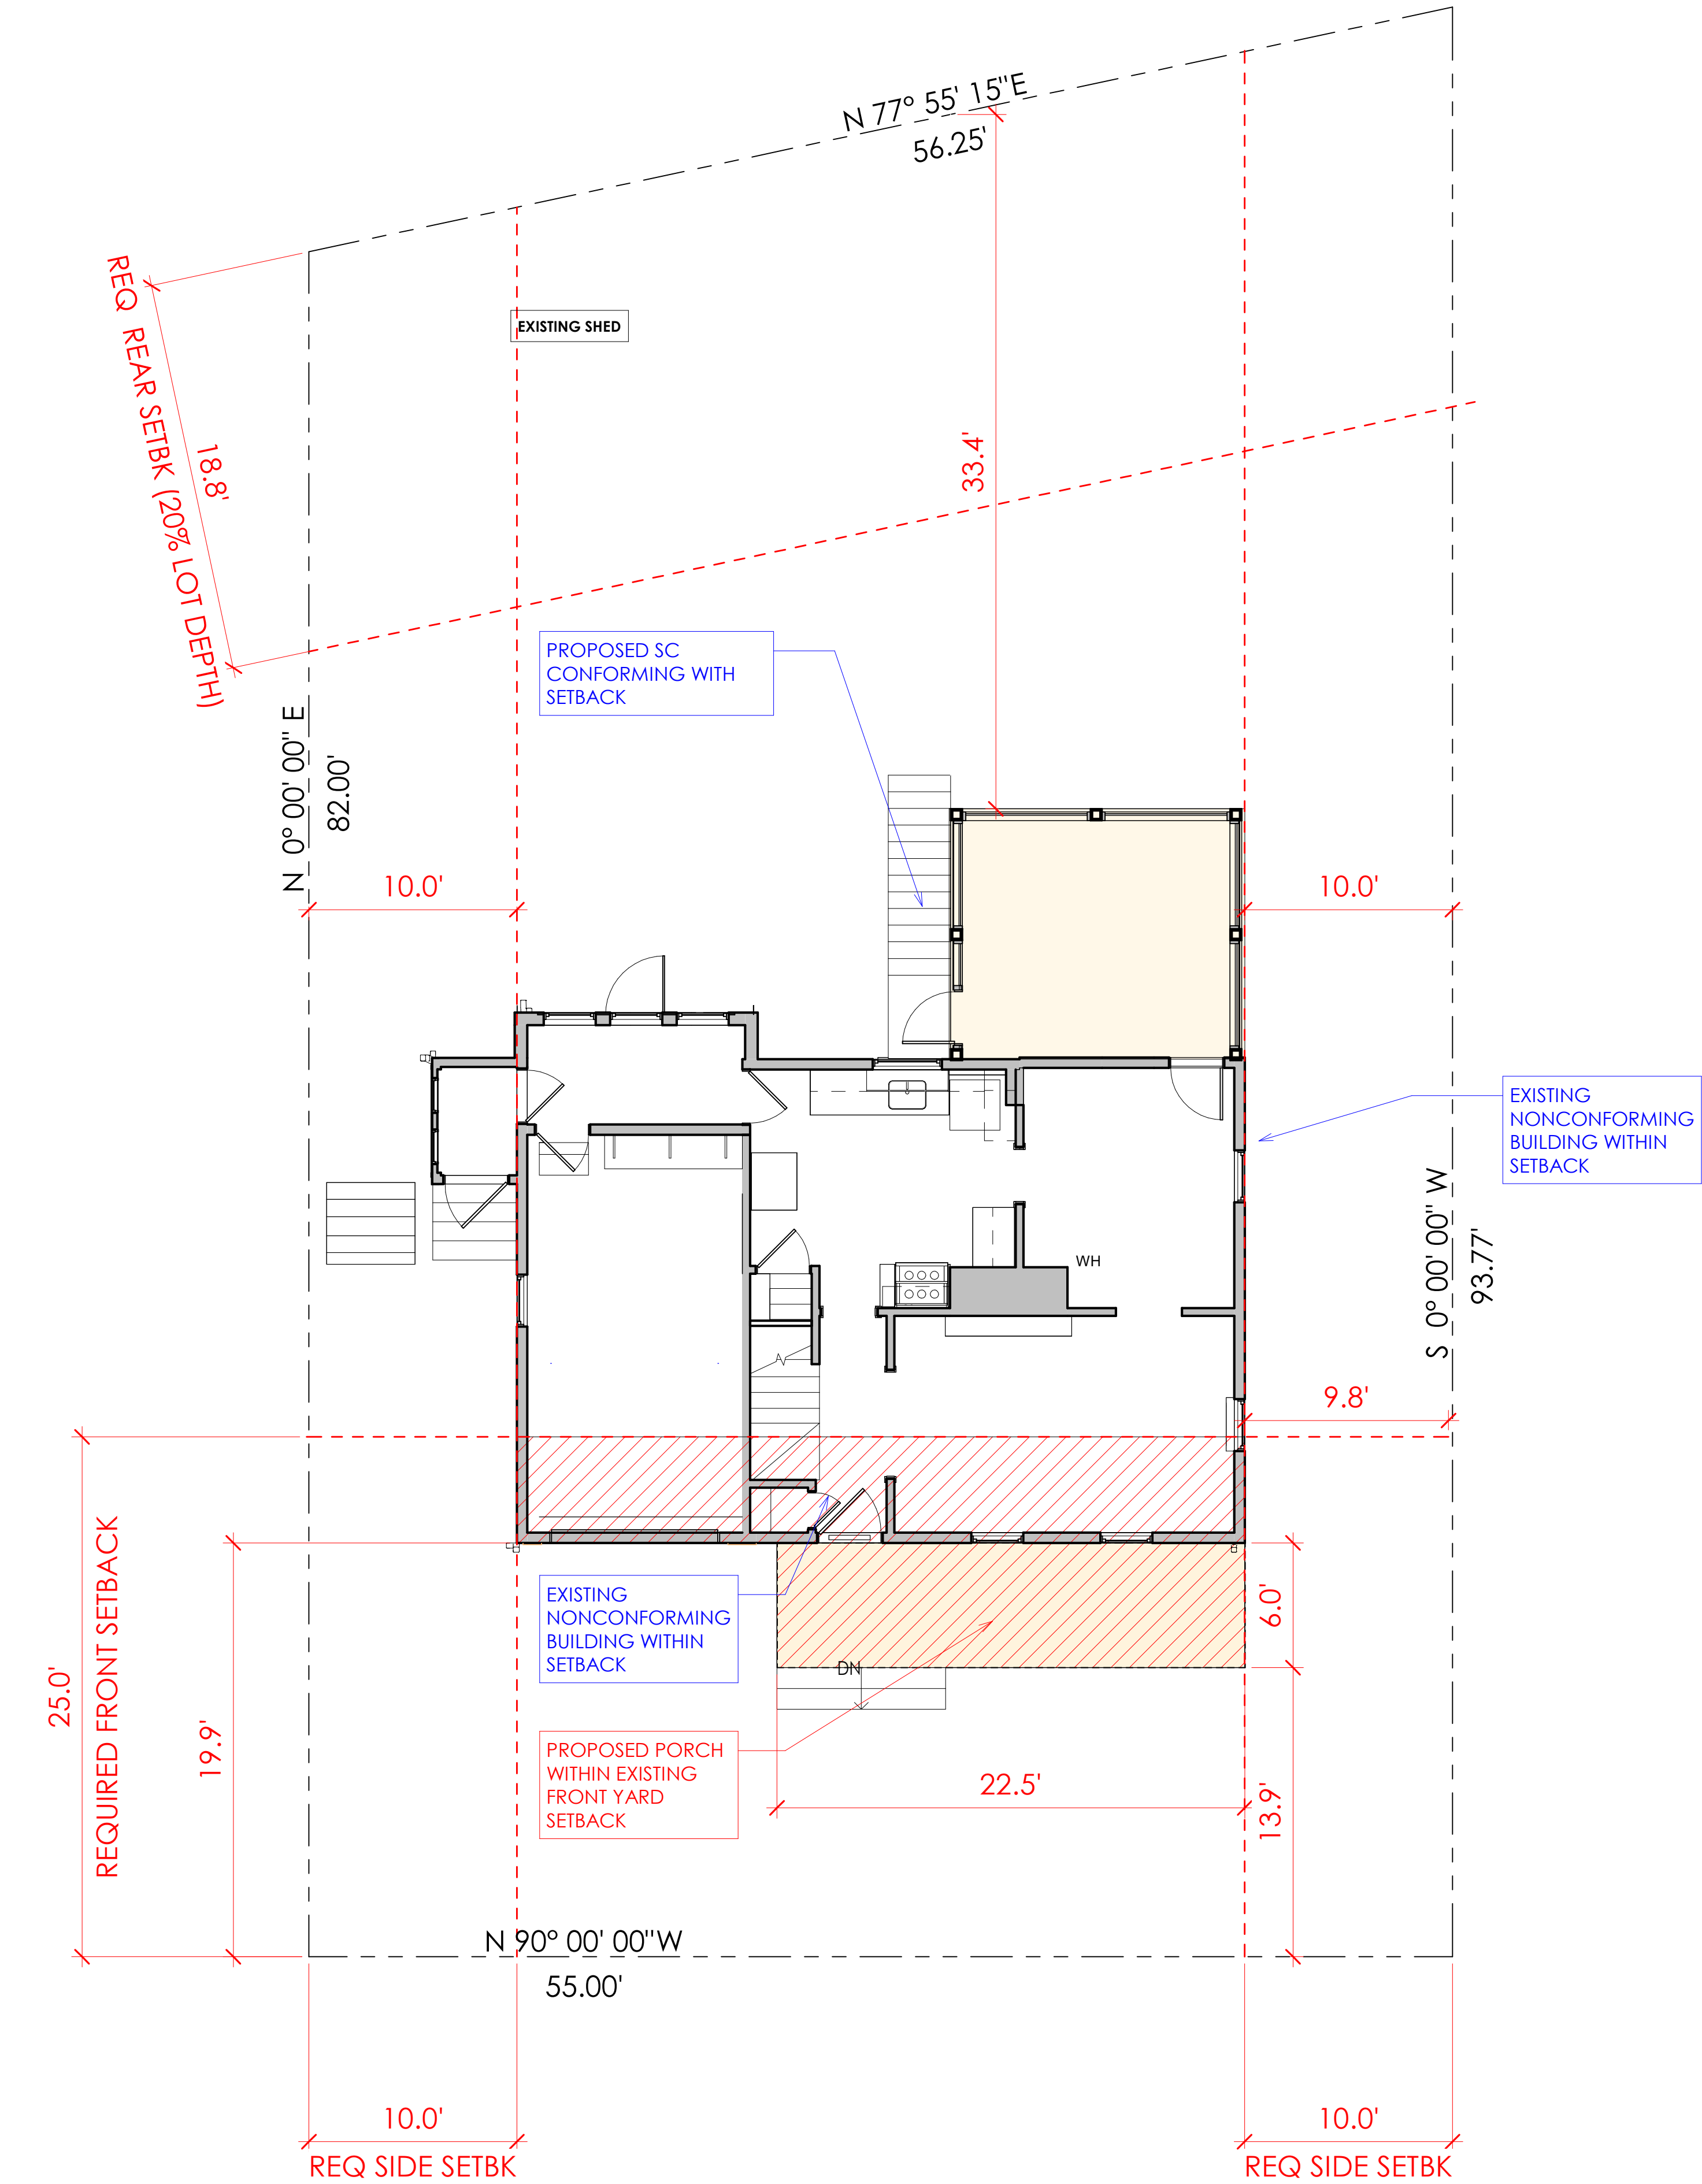 N 77° 55' 15"E
56.25'
REQ REAR SETBK (20% LOT DEPTH)
18.8'
EXISTING SHED
33.4'
PROPOSED SC
CONFORMING WITH
SETBACK
N 0° 00' 00" E
82.00'
10.0'
10.0'
EXISTING
NONCONFORMING
BUILDING WITHIN
SETBACK
S 0° 00' 00" W
93.77'
WH
9.8'
25.0'
REQUIRED FRONT SETBACK
19.9'
EXISTING
NONCONFORMING
BUILDING WITHIN
SETBACK
6.0'
DN
PROPOSED PORCH
WITHIN EXISTING
FRONT YARD
SETBACK
22.5'
13.9'
N 90° 00' 00"W
55.00'
10.0'
REQ SIDE SETBK
10.0'
REQ SIDE SETBK